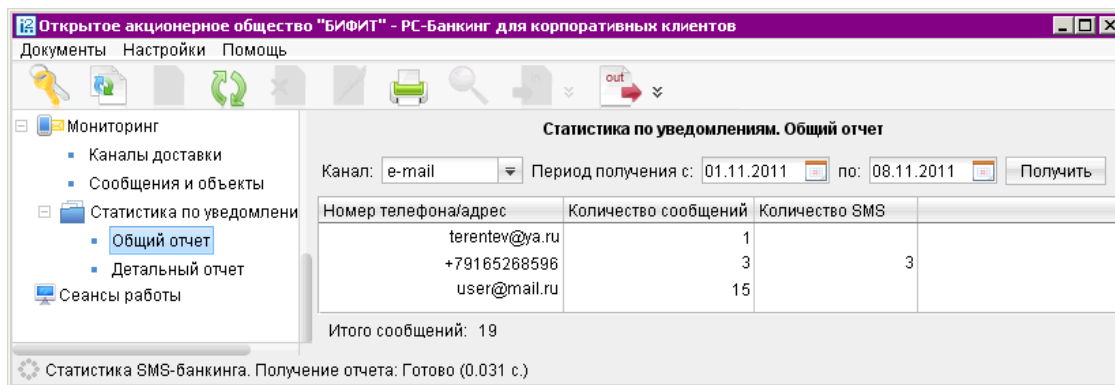 Открытое акционерное общество "БИФИТ" - РС-Банкинг для корпоративных клиентов
Документы Настройки Помощь
out
Мониторинг
Каналы доставки
Сообщения и объекты
Статистика по уведомлени
Общий отчет
Детальный отчет
Сеансы работы
Статистика по уведомлениям. Общий отчет
Канал: e-mail Период получения с: 01.11.2011 по: 08.11.2011 Получить
Номер телефона/адрес Количество сообщений Количество SMS
terentev@ya.ru 1
+79165268596 3 3
user@mail.ru 15
Итого сообщений: 19
Статистика SMS-банкинга. Получение отчета: Готово (0.031 с.)